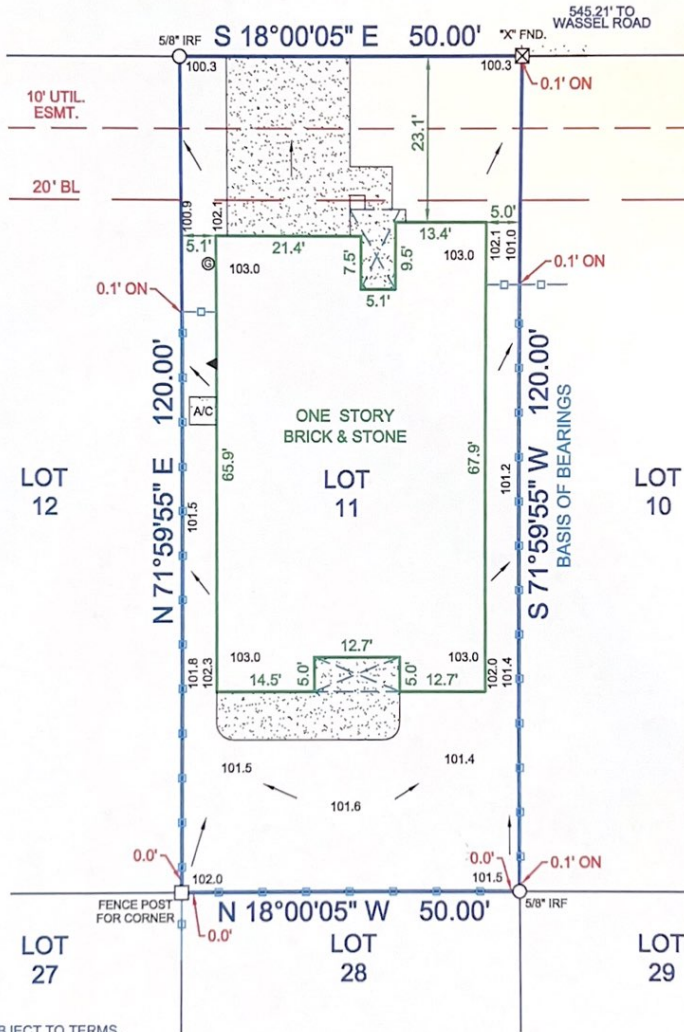 545.21' TO
WASSEL ROAD
5/8" IRF
S 18°00'05" E 50.00'
"X" FND.
100.3
100.3
0.1' ON
10' UTIL.
ESMT.
23.1'
20' BL
100.9
102.1
5.1'
21.4'
7.5'
9.5'
5.1'
13.4'
5.0'
102.1
101.0
G
103.0
103.0
0.1' ON
0.1' ON
A/C
N 71°59'55" E 120.00'
65.9'
ONE STORY
BRICK & STONE
67.9'
S 71°59'55" W 120.00'
BASIS OF BEARINGS
LOT
12
LOT
11
LOT
10
101.5
101.2
101.8
102.3
103.0
14.5'
5.0'
12.7'
5.0'
103.0
12.7'
102.0
101.4
101.5
101.4
101.6
0.0'
102.0
0.0'
101.5
0.1' ON
FENCE POST
FOR CORNER
0.0'
N 18°00'05" W 50.00'
5/8" IRF
LOT
27
LOT
28
LOT
29
BJECT TO TERMS